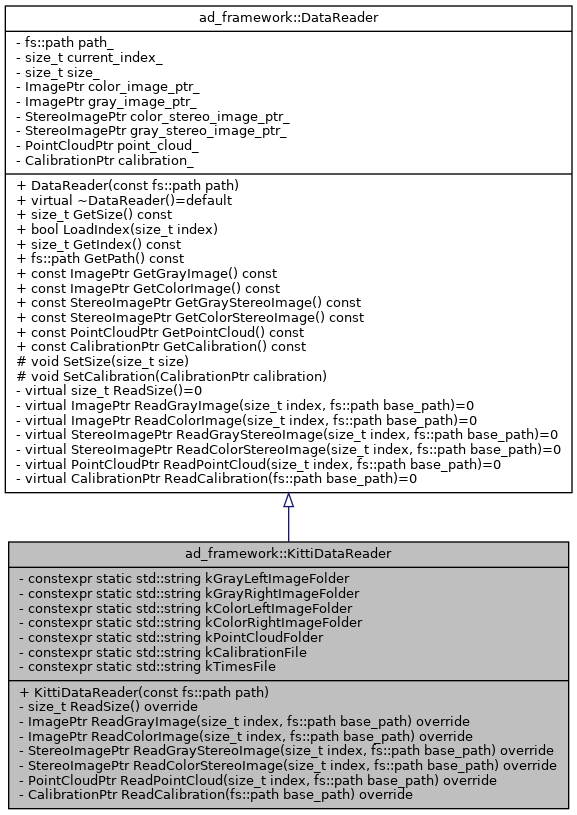 ad_framework::DataReader
- fs::path path_
- size_t current_index_
- size_t size_
- ImagePtr color_image_ptr_
- ImagePtr gray_image_ptr_
- StereoImagePtr color_stereo_image_ptr_
- StereoImagePtr gray_stereo_image_ptr_
- PointCloudPtr point_cloud_
- CalibrationPtr calibration_
+ DataReader(const fs::path path)
+ virtual ~DataReader()=default
+ size_t GetSize() const
+ bool LoadIndex(size_t index)
+ size_t GetIndex() const
+ fs::path GetPath() const
+ const ImagePtr GetGrayImage() const
+ const ImagePtr GetColorImage() const
+ const StereoImagePtr GetGrayStereoImage() const
+ const StereoImagePtr GetColorStereoImage() const
+ const PointCloudPtr GetPointCloud() const
+ const CalibrationPtr GetCalibration() const
# void SetSize(size_t size)
# void SetCalibration(CalibrationPtr calibration)
- virtual size_t ReadSize()=0
- virtual ImagePtr ReadGrayImage(size_t index, fs::path base_path)=0
- virtual ImagePtr ReadColorImage(size_t index, fs::path base_path)=0
- virtual StereoImagePtr ReadGrayStereoImage(size_t index, fs::path base_path)=0
- virtual StereoImagePtr ReadColorStereoImage(size_t index, fs::path base_path)=0
- virtual PointCloudPtr ReadPointCloud(size_t index, fs::path base_path)=0
- virtual CalibrationPtr ReadCalibration(fs::path base_path)=0
ad_framework::KittiDataReader
- constexpr static std::string kGrayLeftImageFolder
- constexpr static std::string kGrayRightImageFolder
- constexpr static std::string kColorLeftImageFolder
- constexpr static std::string kColorRightImageFolder
- constexpr static std::string kPointCloudFolder
- constexpr static std::string kCalibrationFile
- constexpr static std::string kTimesFile
+ KittiDataReader(const fs::path path)
- size_t ReadSize() override
- ImagePtr ReadGrayImage(size_t index, fs::path base_path) override
- ImagePtr ReadColorImage(size_t index, fs::path base_path) override
- StereoImagePtr ReadGrayStereoImage(size_t index, fs::path base_path) override
- StereoImagePtr ReadColorStereoImage(size_t index, fs::path base_path) override
- PointCloudPtr ReadPointCloud(size_t index, fs::path base_path) override
- CalibrationPtr ReadCalibration(fs::path base_path) override